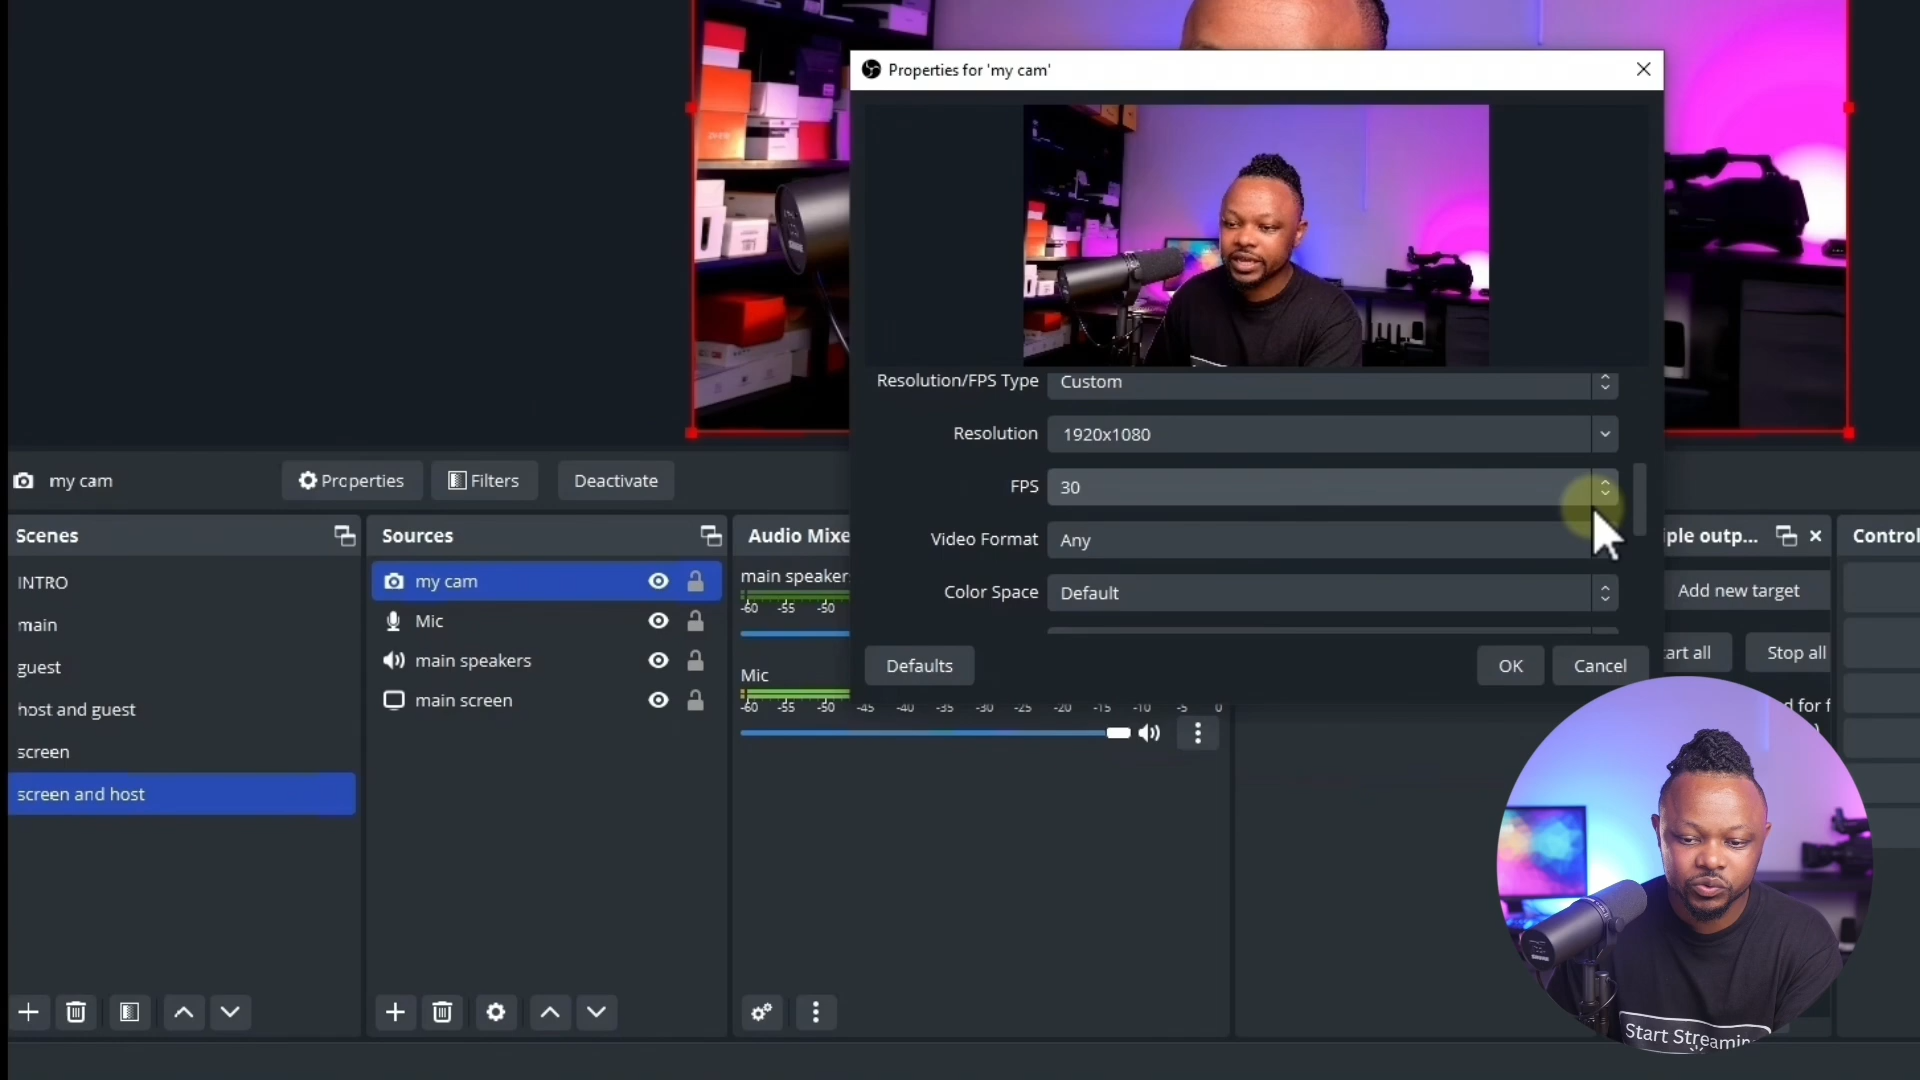 Properties for 'my cam'
Resolution/FPS Type
Custom
Resolution
1920x1080
FPS
30
Video Format
Any
Color Space
Default
Defaults
OK
Cancel
my cam
Properties
Filters
Deactivate
Scenes
INTRO
main
guest
host and guest
screen
screen and host
Sources
my cam
Mic
main speakers
main screen
Audio Mixe
main speaker
-60 -55 -50
Mic
-60 -55 -50 -45 -40 -35 -30 -25 -20 -15 -10 -5 0
iple outp...
Add new target
art all
Stop all
d for f
Control
Start Streamin